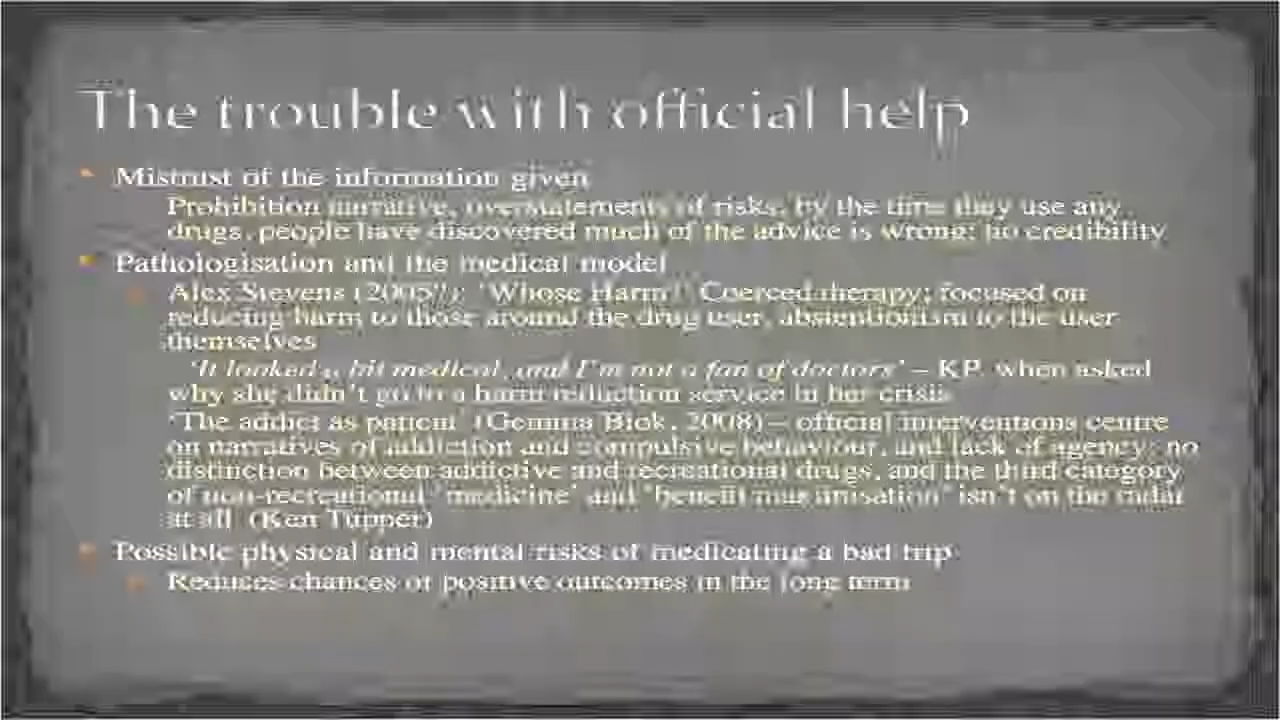 The trouble with official help
Mistrust of the information given
Prohibition narrative, overstatements of risks, by the time they use any
drugs, people have discovered much of the advice is wrong; no credibility
Pathologisation and the medical model
Alex Stevens (2005?): 'Whose Harm?' Coerced therapy; focused on
reducing harm to those around the drug user, abstentionism to the user
themselves
'It looked a bit medical, and I'm not a fan of doctors' – KP, when asked
why she didn't go to a harm reduction service in her crisis
'The addict as patient' (Gemma 2008) – official interventions centre
on narratives of addiction and compulsive behaviour, and lack of agency; no
distinction between addictive and recreational drugs, and the third category
of non-recreational 'medicine' and 'benefit maximisation' isn't on the radar
at all (Ken Tupper)
Possible physical and mental risks of medicating a bad trip
Reduces chances of positive outcomes in the long term